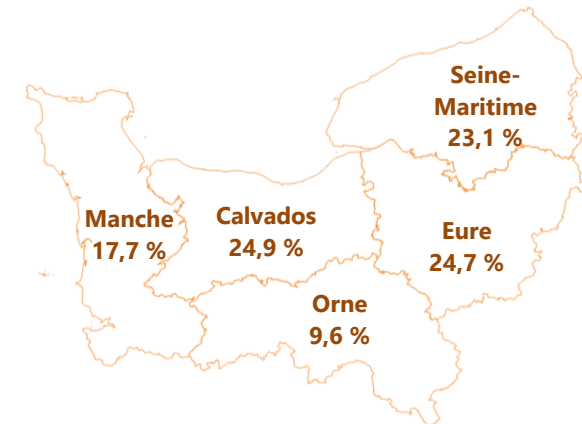 Seine-
Maritime
23,1 %
Manche
17,7 %
Calvados
24,9 %
Eure
24,7 %
Orne
9,6 %